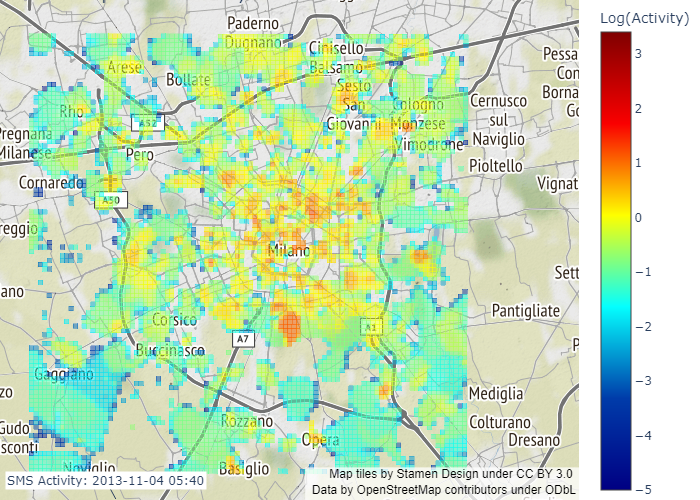 Log(Activity)
Paderno
Dugnano
Cinisello
Balsamo
Arese
Bollate
Sesto
San
Giovanni
Cologno
Monzese
Vimodrone
Cernusco
sul
Naviglio
Pioltello
Pessa
Con
Borna
Go
Rho
A52
Pregnana
Milanese
Pero
Cornaredo
A50
Vignat
reggio
Milano
Sett
ano
Pantigliate
Corsico
A7
A1
Buccinasco
P
Gaggiano
zo
Mediglia
Rozzano
Colturano
Gudo
sconti
Opera
Dresano
Noviglio
Basiglio
3
2
1
0
−1
−2
−3
−4
−5
SMS Activity: 2013-11-04 05:40
Map tiles by Stamen Design under CC BY 3.0
Data by OpenStreetMap contributors under ODbL